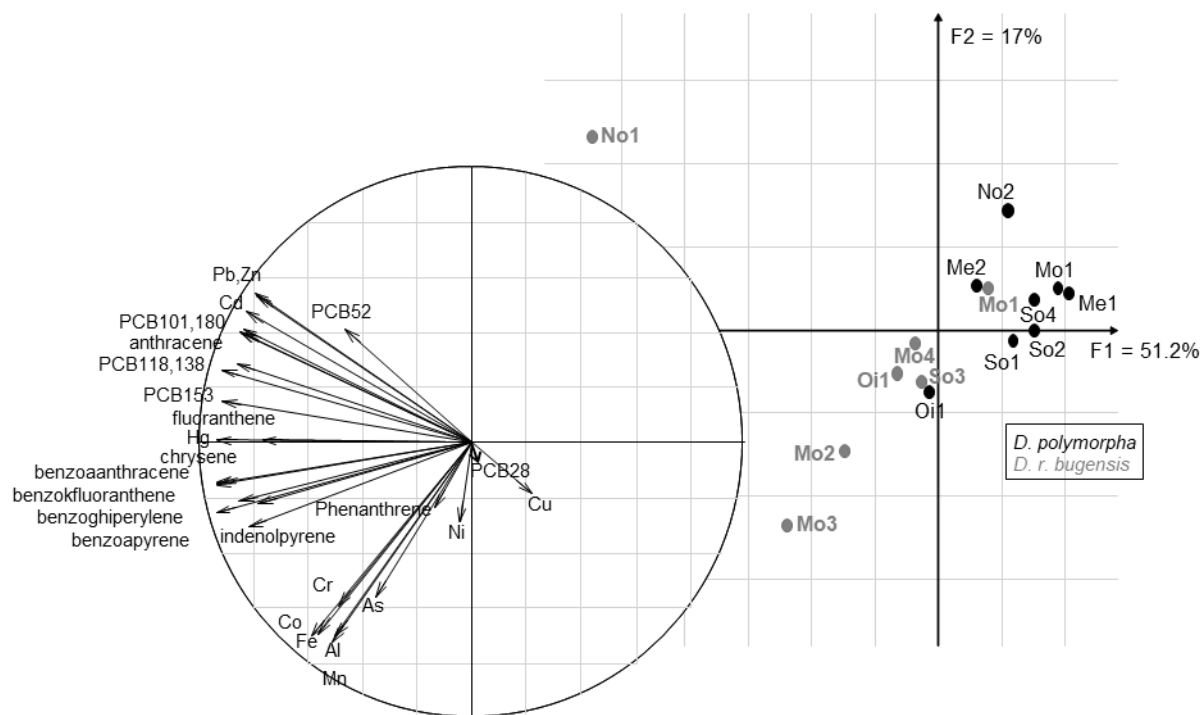 F2 = 17%
No1
No2
Me2
Mo1
Mo1
Me1
So4
So2
So1
F1 = 51.2%
Mo4
Oi1
So3
Oi1
Mo2
Mo3
D. polymorpha
D. r. bugensis
Pb,Zn
Cd
PCB52
PCB101,180
anthracene
PCB118,138
PCB153
fluoranthene
Hg
chrysene
benzoaanthracene
benzokfluoranthene
benzoghiperylene
benzoapyrene
indenolpyrene
Phenanthrene
PCB28
Cu
Ni
Cr
As
Co
Fe
Al
Mn